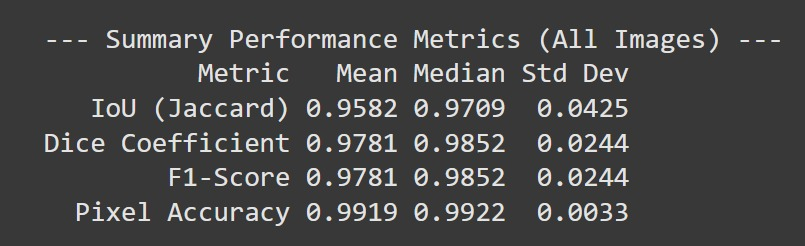 --- Summary Performance Metrics (All Images) ---
Metric Mean Median Std Dev
IoU (Jaccard) 0.9582 0.9709 0.0425
Dice Coefficient 0.9781 0.9852 0.0244
F1-Score 0.9781 0.9852 0.0244
Pixel Accuracy 0.9919 0.9922 0.0033